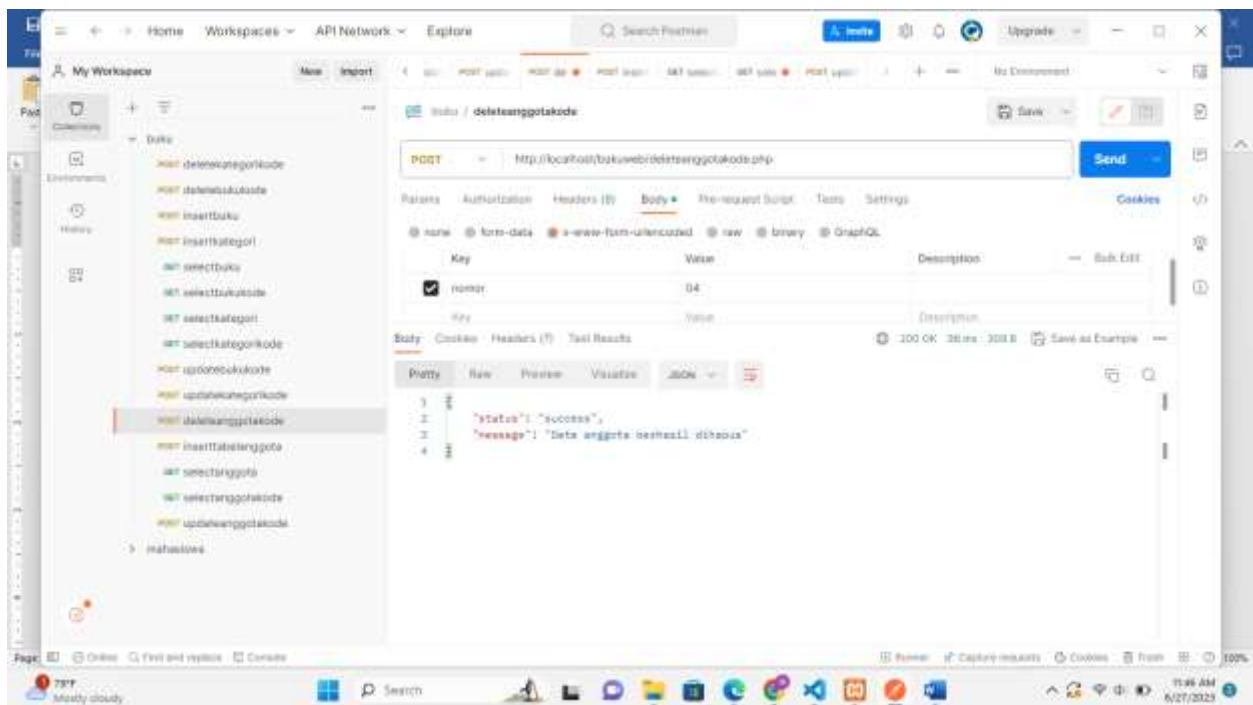 Home Workspaces API Network Explore
Search Postman
Invite
Upgrade
My Workspace
New Import
No Environment
Collections
Environments
History
buku
POST deletekategorikode
POST deletebukukode
POST insertbuku
POST insertkategori
GET selectbuku
GET selectbukukode
GET selectkategori
GET selectkategorikode
POST updatebukukode
POST updatekategorikode
POST deleteanggotakode
POST inserttabelanggota
GET selectanggota
GET selectanggotakode
POST updateanggotakode
mahasiswa
buku / deleteanggotakode
Save
POST http://localhost/bukuweb/deleteanggotakode.php
Send
Params Authorization Headers (8) Body Pre-request Script Tests Settings
Cookies
none form-data x-www-form-urlencoded raw binary GraphQL
Key Value Description Bulk Edit
nomor 04
Key Value Description
Body Cookies Headers (7) Test Results
200 OK 36 ms 308 B Save as Example
Pretty Raw Preview Visualize JSON
1 {
2 "status": "success",
3 "message": "Data anggota berhasil dihapus"
4 }
Online Find and replace Console
Runner Capture requests Cookies Trash
Page
100%
78°F
Mostly cloudy
Search
11:46 AM
6/27/2023